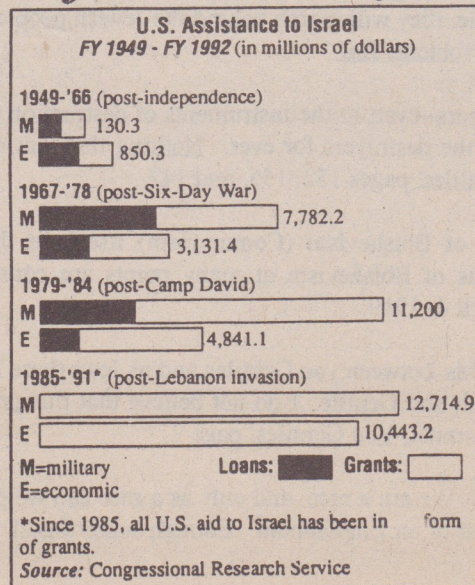 U.S. Assistance to Israel
FY 1949 - FY 1992 (in millions of dollars)
1949-'66 (post-independence)
M 130.3
E 850.3
1967-'78 (post-Six-Day War)
M 7,782.2
E 3,131.4
1979-'84 (post-Camp David)
M 11,200
E 4,841.1
1985-'91* (post-Lebanon invasion)
M 12,714.9
E 10,443.2
M=military Loans: Grants:
E=economic
*Since 1985, all U.S. aid to Israel has been in form
of grants.
Source: Congressional Research Service